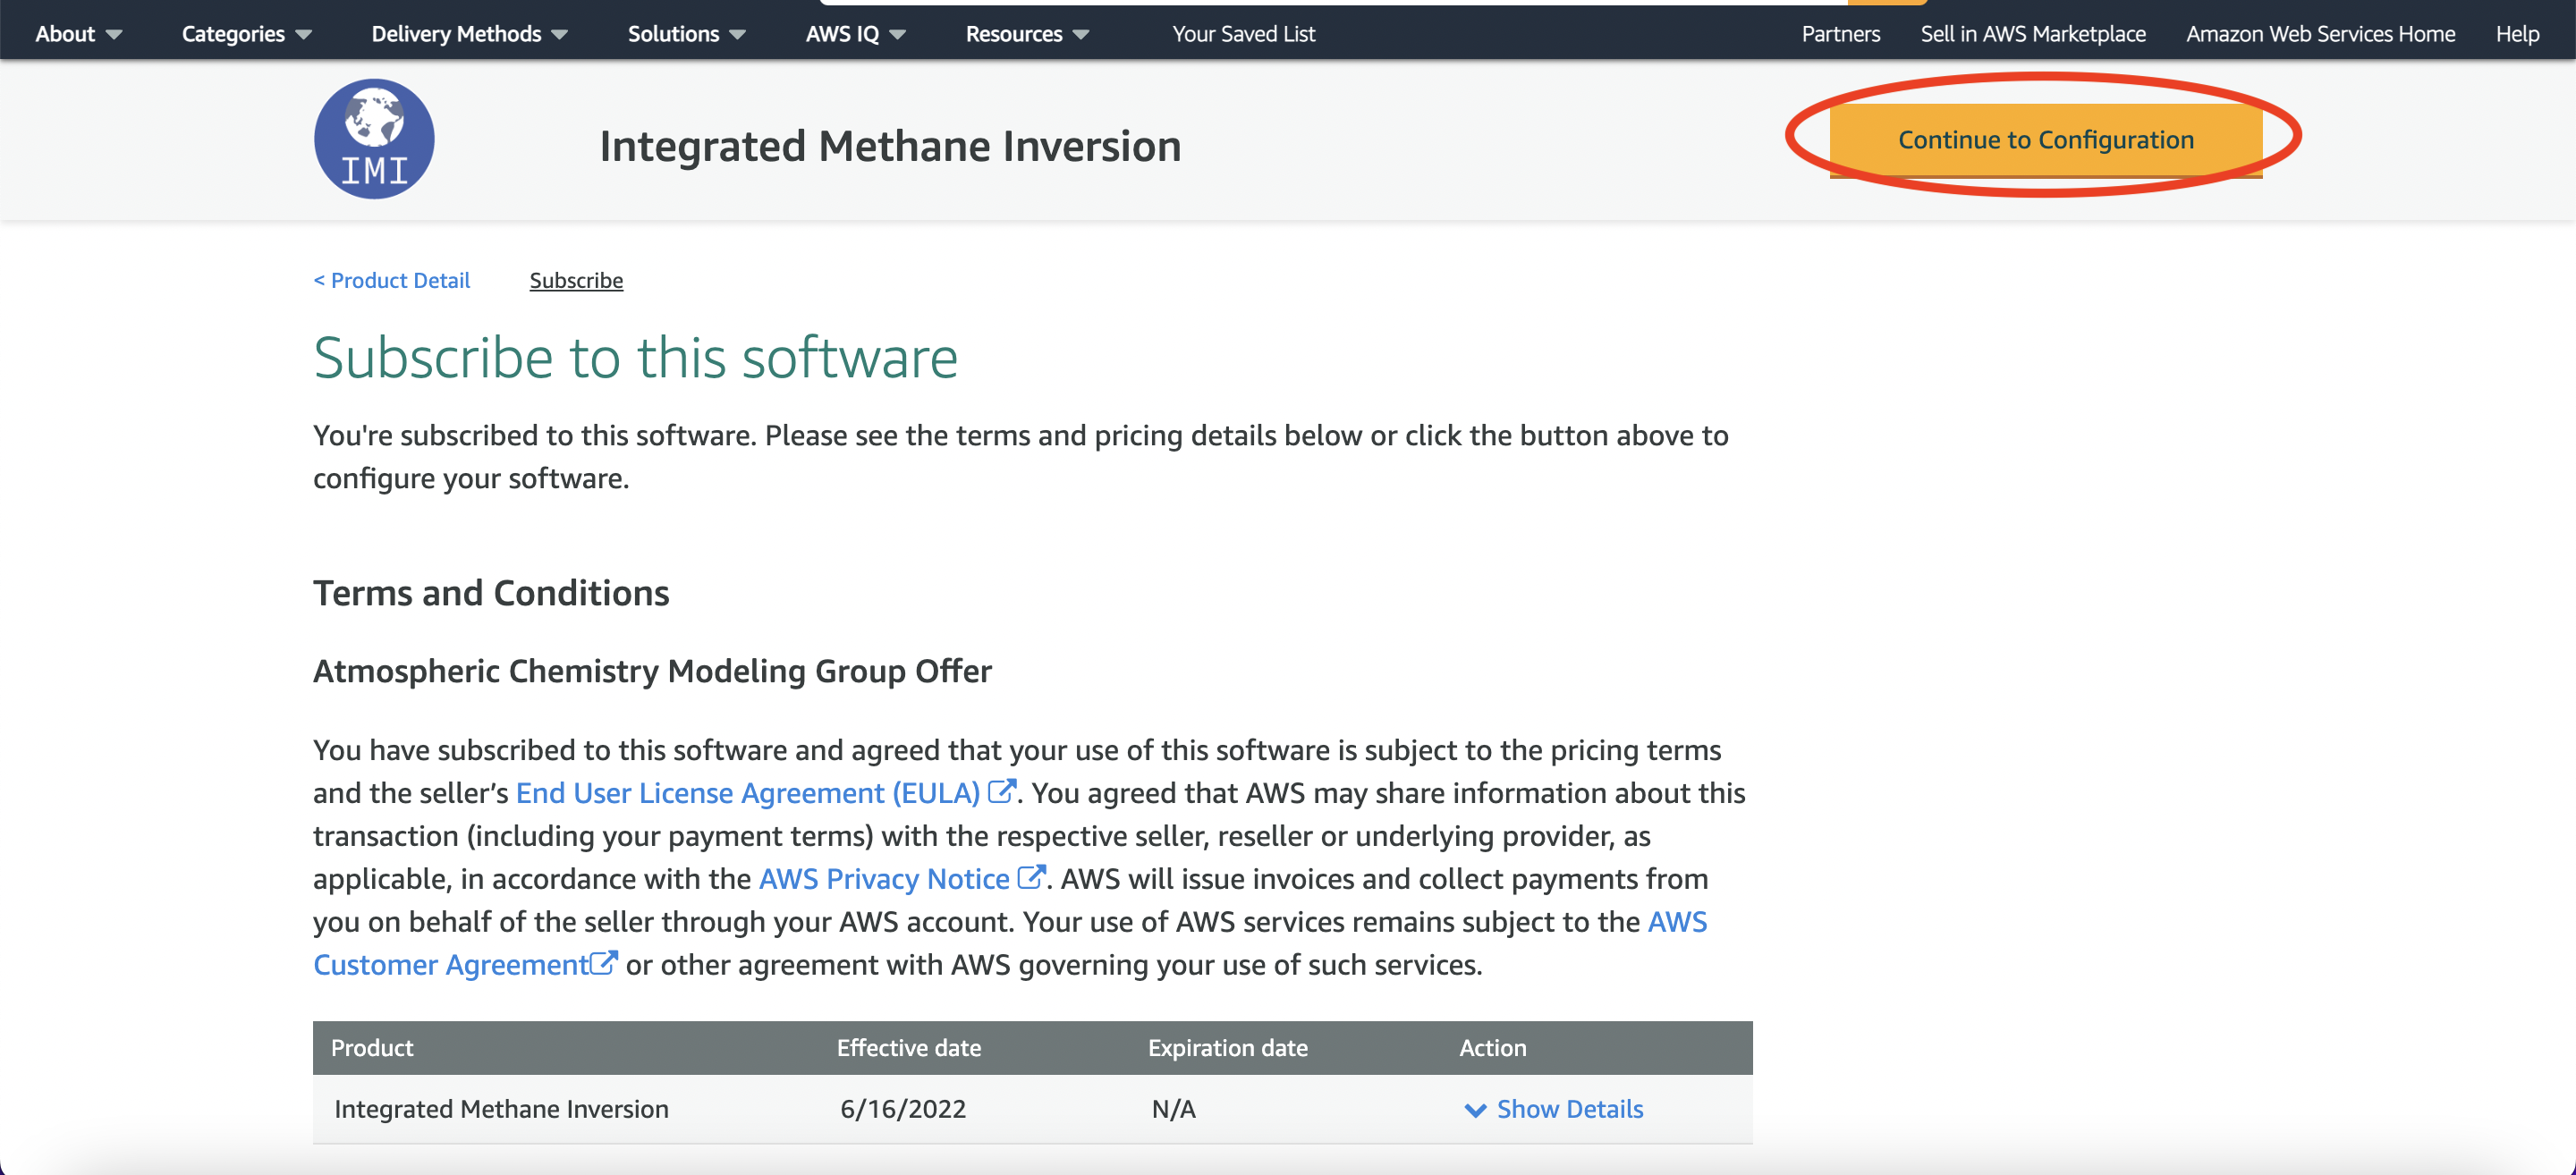 About Categories Delivery Methods Solutions AWS IQ Resources Your Saved List Partners Sell in AWS Marketplace Amazon Web Services Home Help
IMI
Integrated Methane Inversion
Continue to Configuration
< Product Detail Subscribe
Subscribe to this software
You're subscribed to this software. Please see the terms and pricing details below or click the button above to
configure your software.
Terms and Conditions
Atmospheric Chemistry Modeling Group Offer
You have subscribed to this software and agreed that your use of this software is subject to the pricing terms
and the seller’s End User License Agreement (EULA). You agreed that AWS may share information about this
transaction (including your payment terms) with the respective seller, reseller or underlying provider, as
applicable, in accordance with the AWS Privacy Notice. AWS will issue invoices and collect payments from
you on behalf of the seller through your AWS account. Your use of AWS services remains subject to the AWS
Customer Agreement or other agreement with AWS governing your use of such services.
Product Effective date Expiration date Action
Integrated Methane Inversion 6/16/2022 N/A Show Details